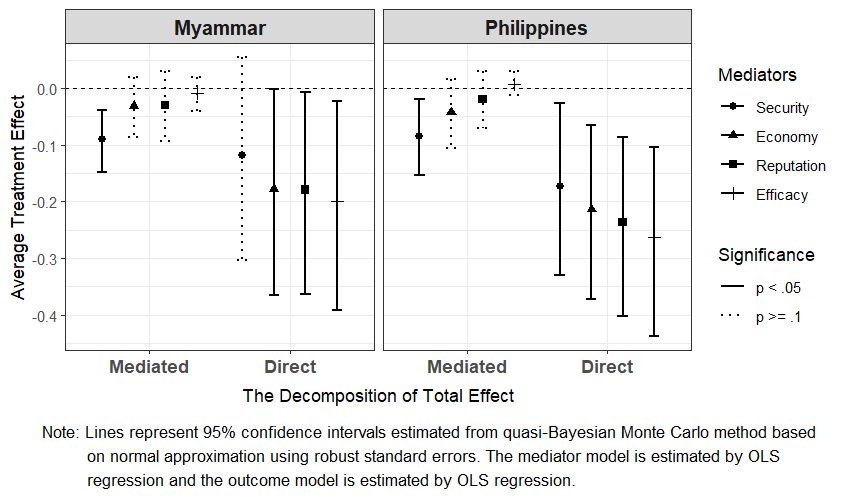 Myanmar
Philippines
Average Treatment Effect
0.0
-0.1
-0.2
-0.3
-0.4
Mediated
Direct
Mediated
Direct
The Decomposition of Total Effect
Mediators
Security
Economy
Reputation
Efficacy
Significance
p < .05
p >= .1
Note: Lines represent 95% confidence intervals estimated from quasi-Bayesian Monte Carlo method based
on normal approximation using robust standard errors. The mediator model is estimated by OLS
regression and the outcome model is estimated by OLS regression.